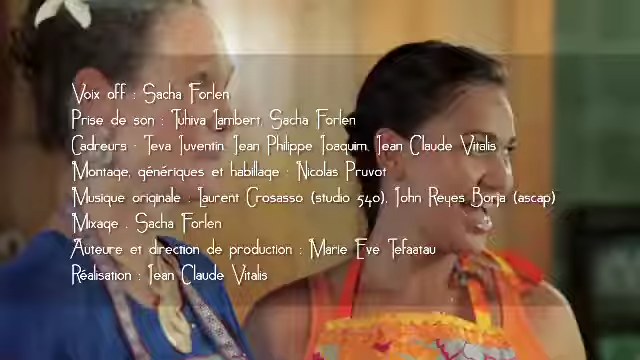 Voix off : Sacha Forlen
Prise de son : Tuhiva Lambert, Sacha Forlen
Cadreurs : Teva Juventin, Jean Philippe Joaquim, Jean Claude Vitalis
Montage, génériques et habillage : Nicolas Pruvot
Musique originale : Laurent Crosasso (studio 540), John Reyes Borja (ascap)
Mixage : Sacha Forlen
Auteure et direction de production : Marie Eve Tefaatau
Réalisation : Jean Claude Vitalis